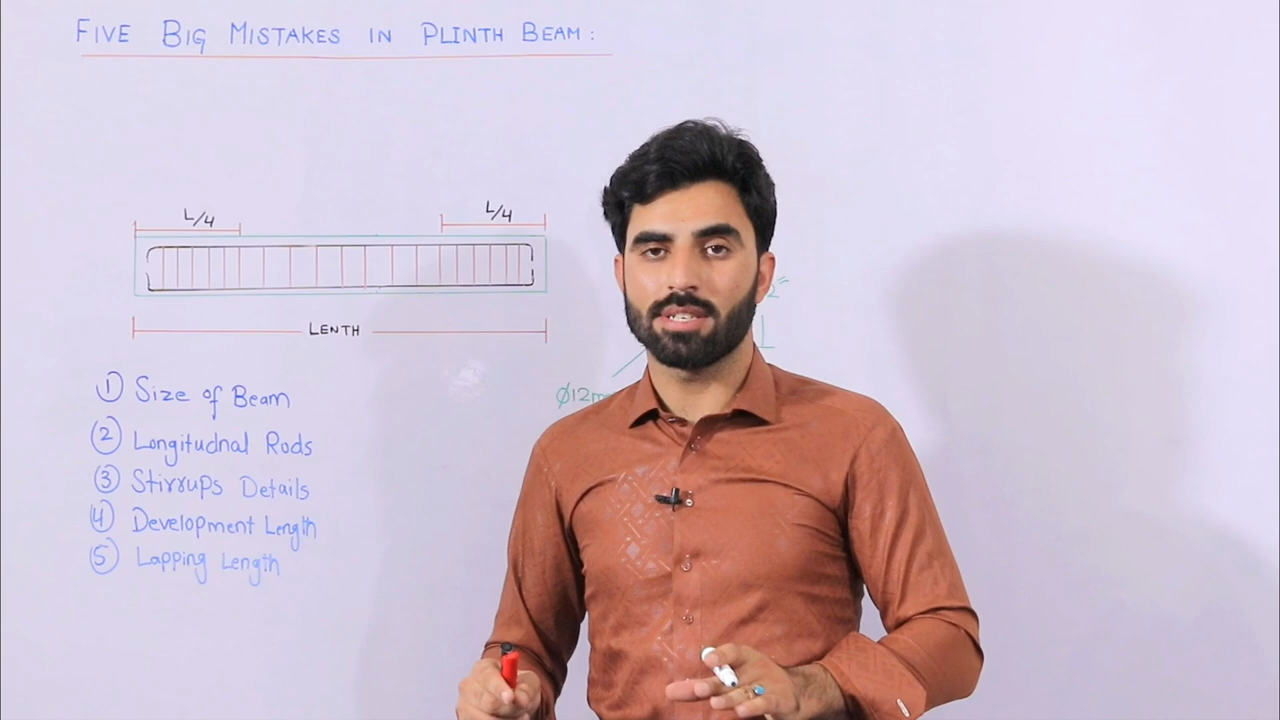 FIVE BIG MISTAKES IN PLINTH BEAM:
L/4 L/4
LENTH
① Size of Beam
② Longitudnal Rods
③ Stirrups Details
④ Development Length
⑤ Lapping Length
2"